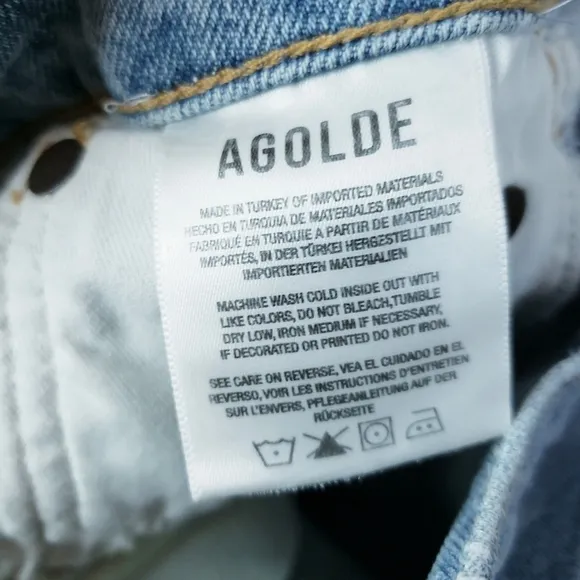 AGOLDE
MADE IN TURKEY OF IMPORTED MATERIALS
HECHO EN TURQUIA DE MATERIALES IMPORTADOS
FABRIQUÉ EN TURQUIE A PARTIR DE MATÉRIAUX
IMPORTÉS, IN DER TÜRKEI HERGESTELLT MIT
IMPORTIERTEN MATERIALIEN
MACHINE WASH COLD INSIDE OUT WITH
LIKE COLORS, DO NOT BLEACH,TUMBLE
DRY LOW, IRON MEDIUM IF NECESSARY,
IF DECORATED OR PRINTED DO NOT IRON.
SEE CARE ON REVERSE, VEA EL CUIDADO EN EL
REVERSO, VOIR LES INSTRUCTIONS D'ENTRETIEN
SUR L'ENVERS, PFLEGEANLEITUNG AUF DER
RÜCKSEITE